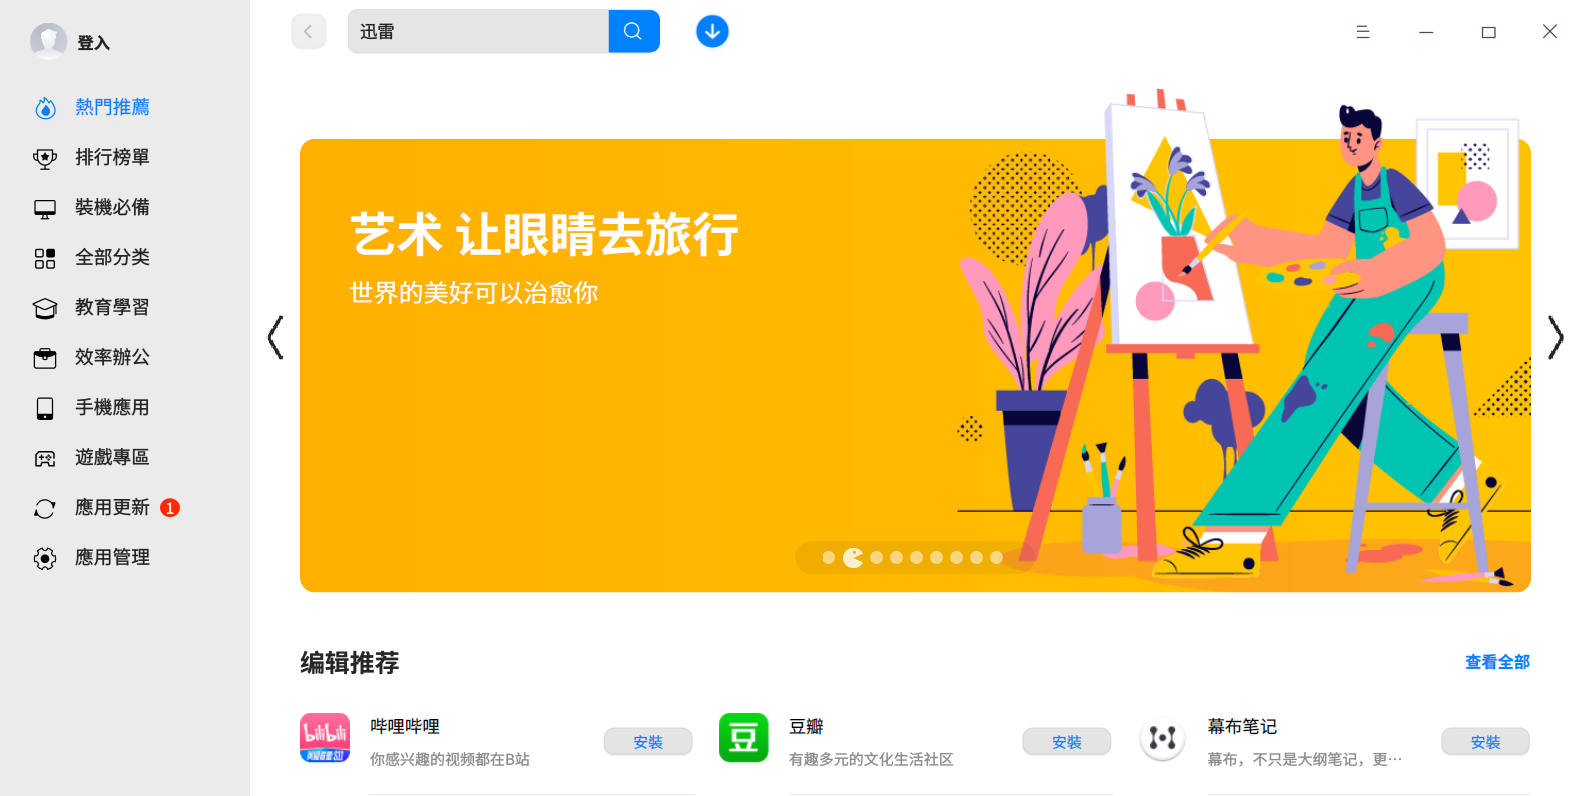 登入
熱門推薦
排行榜單
裝機必備
全部分类
教育學習
效率辦公
手機應用
遊戲專區
應用更新 1
應用管理
迅雷
艺术 让眼睛去旅行
世界的美好可以治愈你
编辑推荐
查看全部
bilibili
哔哩哔哩
你感兴趣的视频都在B站
安裝
豆
豆瓣
有趣多元的文化生活社区
安裝
幕布笔记
幕布，不只是大纲笔记，更…
安裝